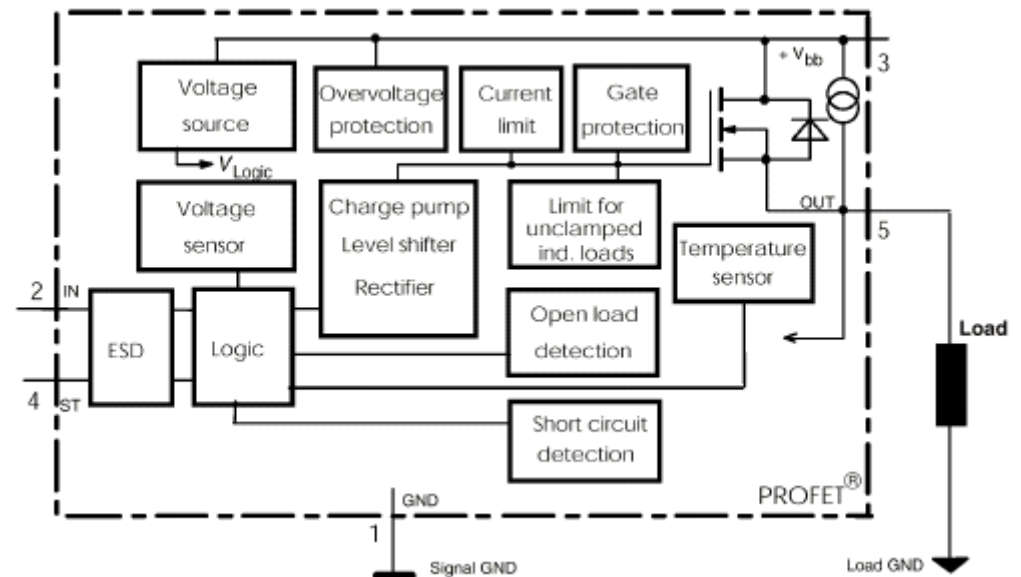 + Vbb
3
Voltage
source
Overvoltage
protection
Current
limit
Gate
protection
VLogic
Voltage
sensor
Charge pump
Level shifter
Rectifier
Limit for
unclamped
ind. loads
OUT
5
Temperature
sensor
2
IN
ESD
Logic
Open load
detection
Load
4
ST
Short circuit
detection
PROFET®
GND
1
Signal GND
Load GND